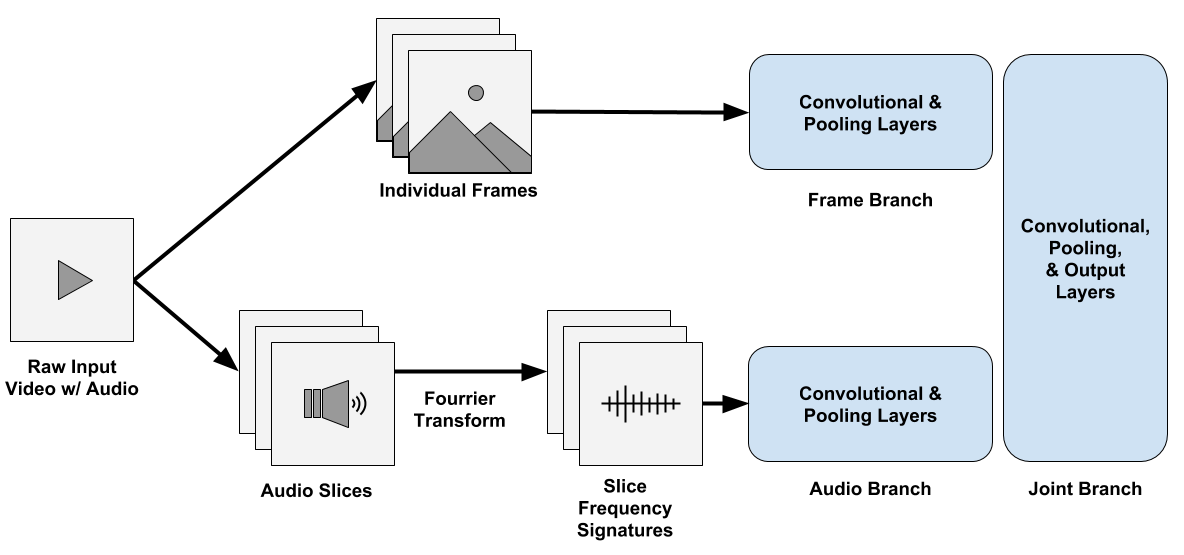 Convolutional &
Pooling Layers
Individual Frames
Frame Branch
Convolutional,
Pooling,
& Output
Layers
Raw Input
Video w/ Audio
Fourrier
Transform
Convolutional &
Pooling Layers
Audio Slices
Slice
Frequency
Signatures
Audio Branch
Joint Branch